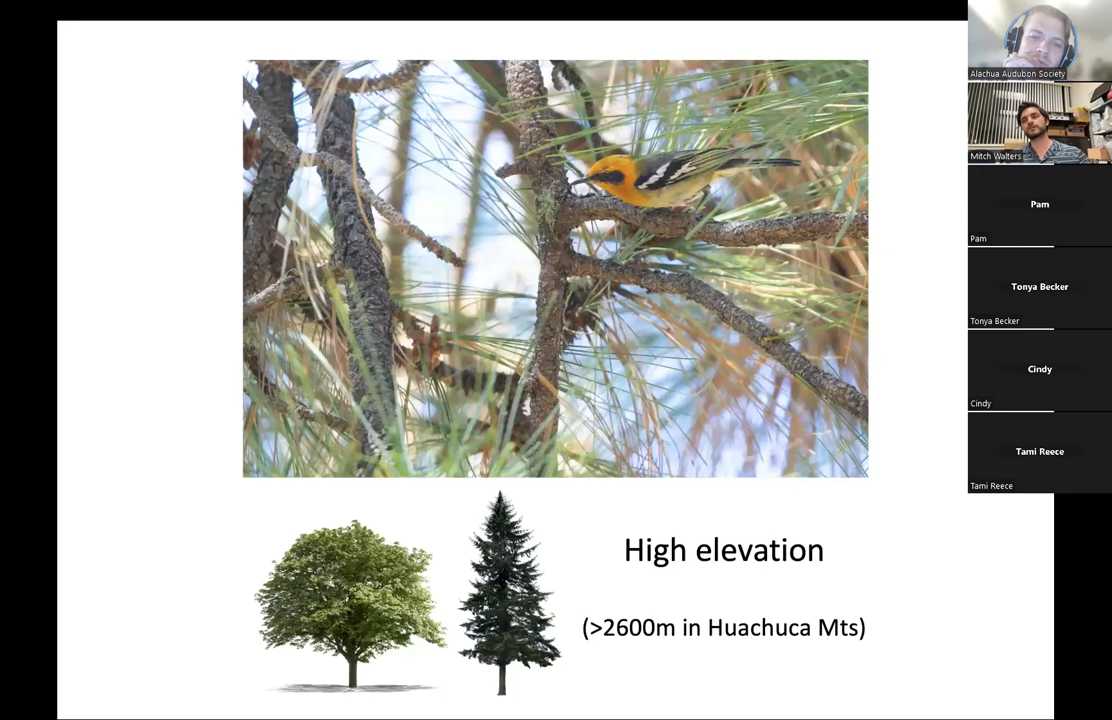 High elevation
(>2600m in Huachuca Mts)
Alachua Audubon Society
Mitch Walters
Pam
Pam
Tonya Becker
Tonya Becker
Cindy
Cindy
Tami Reece
Tami Reece